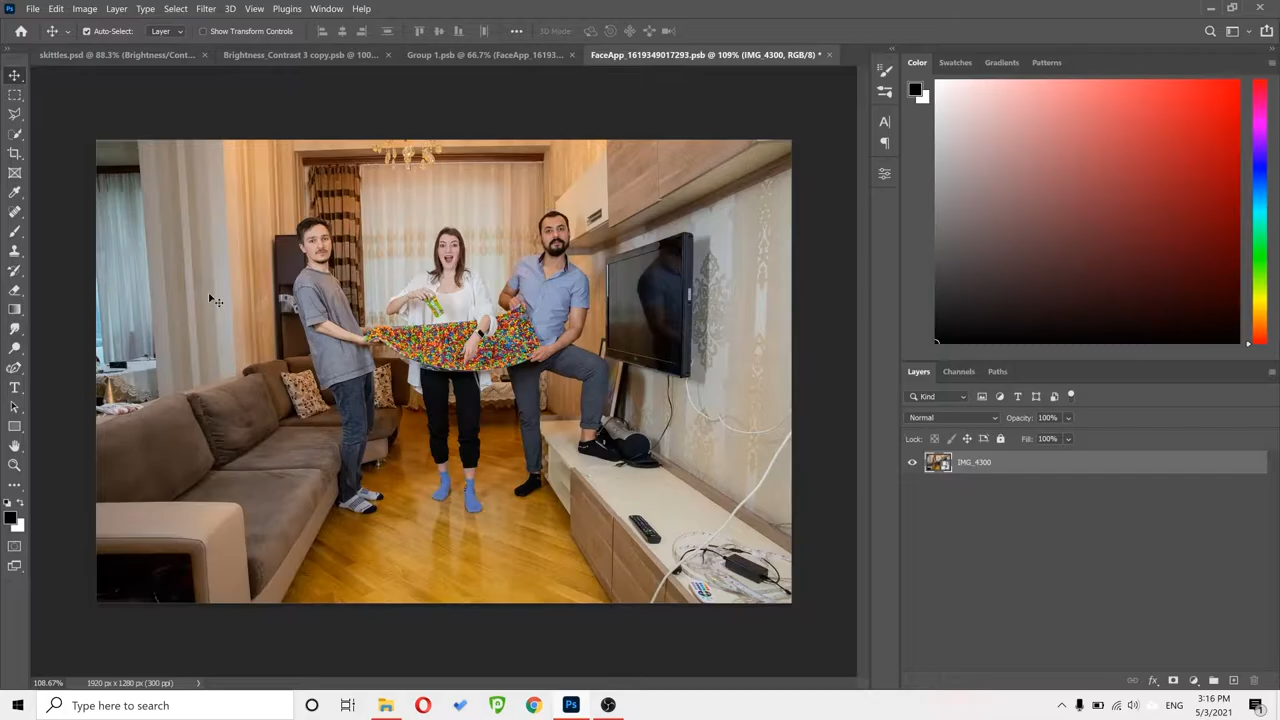 Ps File Edit Image Layer Type Select Filter 3D View Plugins Window Help
Auto-Select: Layer Show Transform Controls ••• 3D Mode:
skittles.psd @ 88.3% (Brightness/Cont... × Brightness_Contrast 3 copy.psb @ 100... × Group 1.psb @ 66.7% (FaceApp_16193... × FaceApp_1619349017293.psb @ 109% (IMG_4300, RGB/8) * ×
Color Swatches Gradients Patterns
Layers Channels Paths
Kind
Normal Opacity: 100%
Lock: Fill: 100%
IMG_4300
108.67% 1920 px x 1280 px (300 ppi)
Type here to search
Ps
ENG
3:16 PM
5/3/2021